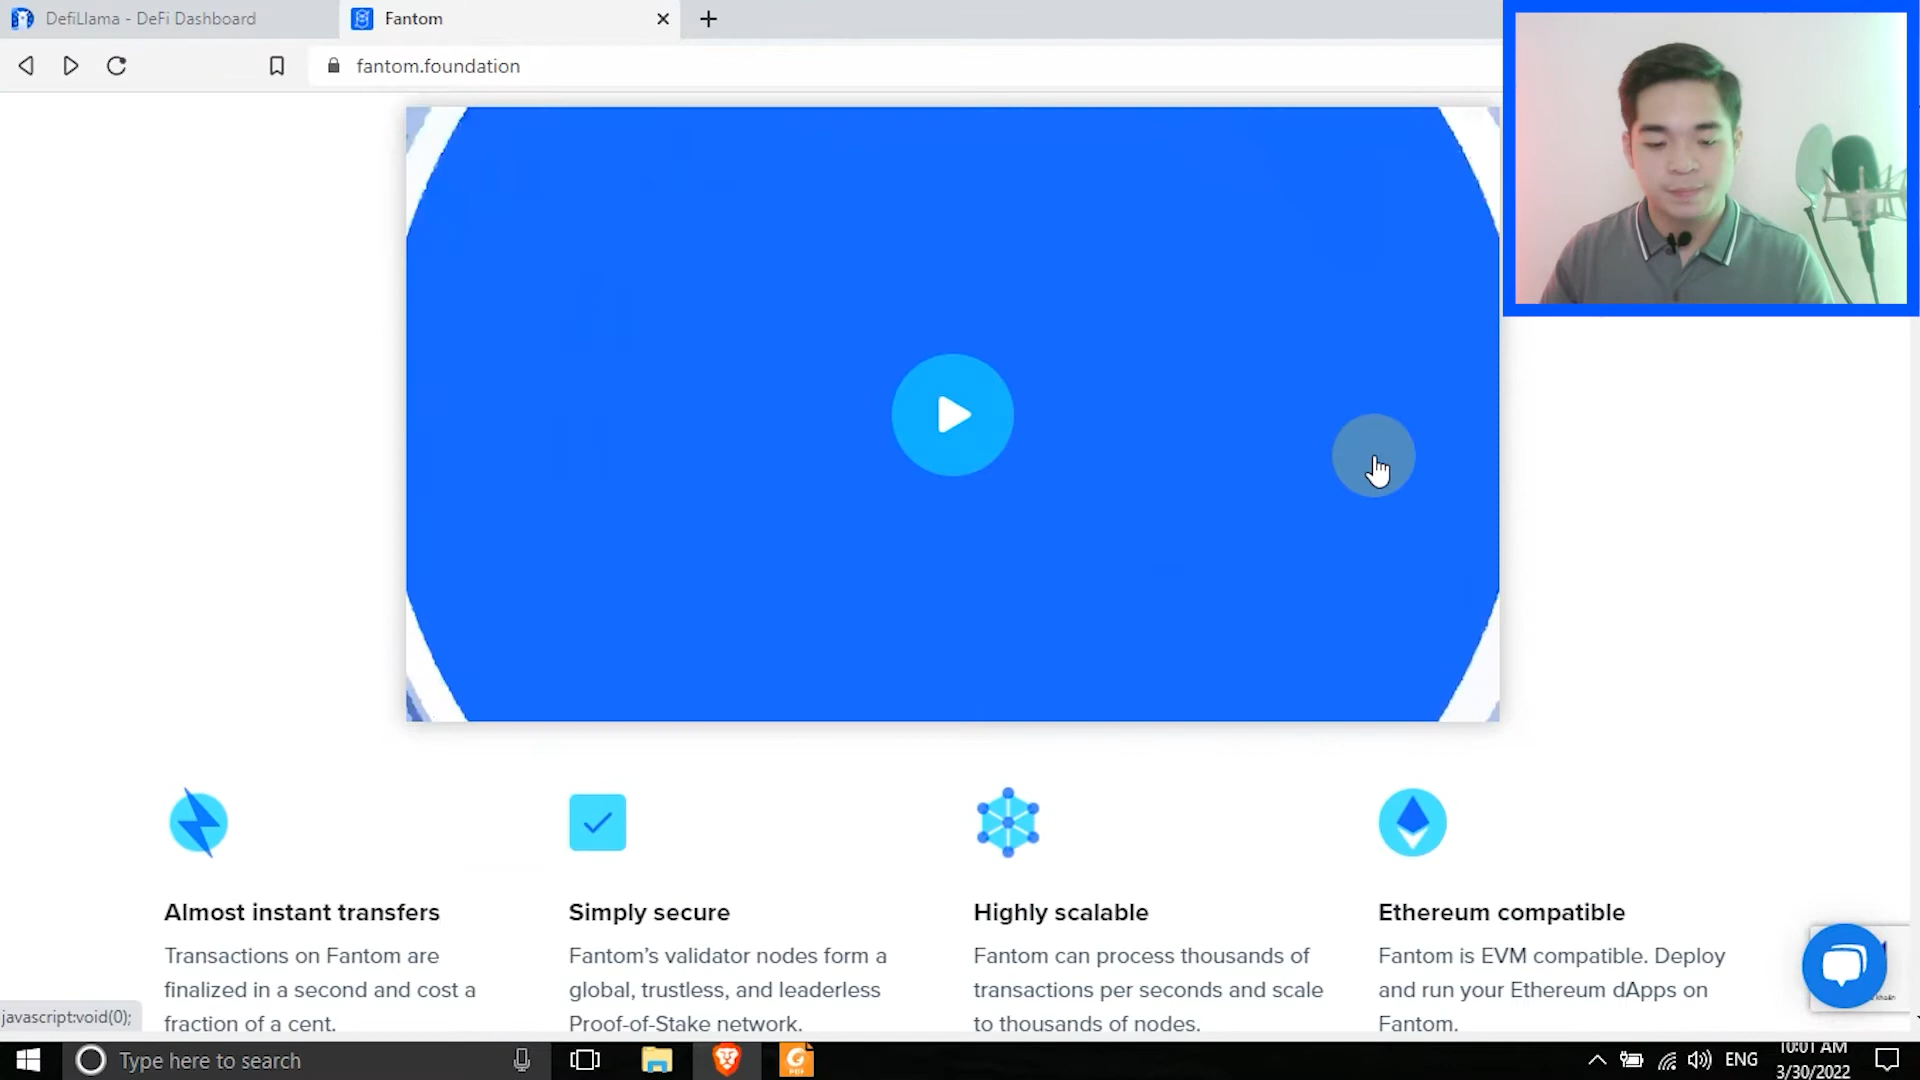 DefiLlama - DeFi Dashboard
Fantom
fantom.foundation
Almost instant transfers
Transactions on Fantom are
finalized in a second and cost a
fraction of a cent.
Simply secure
Fantom's validator nodes form a
global, trustless, and leaderless
Proof-of-Stake network.
Highly scalable
Fantom can process thousands of
transactions per seconds and scale
to thousands of nodes.
Ethereum compatible
Fantom is EVM compatible. Deploy
and run your Ethereum dApps on
Fantom.
javascript:void(0);
Type here to search
PDF
ENG
10:01 AM
3/30/2022